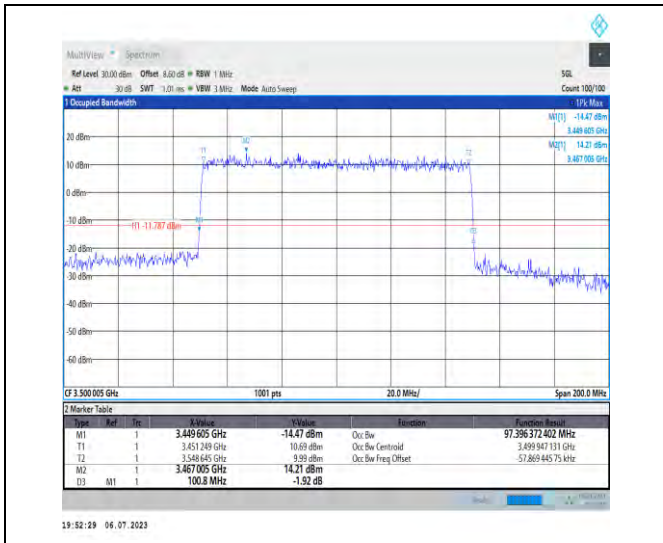 MultiView Spectrum
Ref Level 30.00 dBm Offset 8.60 dB RBW 1 MHz SGL
Att 30 dB SWT 1.01 ms VBW 3 MHz Mode Auto Sweep Count 100/100
1 Occupied Bandwidth 1Pk Max
M1[1] -14.47 dBm
3.449 605 GHz
M2[1] 14.21 dBm
3.467 005 GHz
20 dBm
T1 M2 T2
10 dBm
0 dBm
-10 dBm
M1
H1 -11.787 dBm
D3
-20 dBm
-30 dBm
-40 dBm
-50 dBm
-60 dBm
CF 3.500 005 GHz 1001 pts 20.0 MHz/ Span 200.0 MHz
2 Marker Table
Type Ref Trc X-Value Y-Value Function Function Result
M1 1 3.449 605 GHz -14.47 dBm Occ Bw 97.396 372 402 MHz
T1 1 3.451 249 GHz 10.69 dBm Occ Bw Centroid 3.499 947 131 GHz
T2 1 3.548 645 GHz 9.99 dBm Occ Bw Freq Offset -57.869 445 75 kHz
M2 1 3.467 005 GHz 14.21 dBm
D3 M1 1 100.8 MHz -1.92 dB
19:52:29 06.07.2023